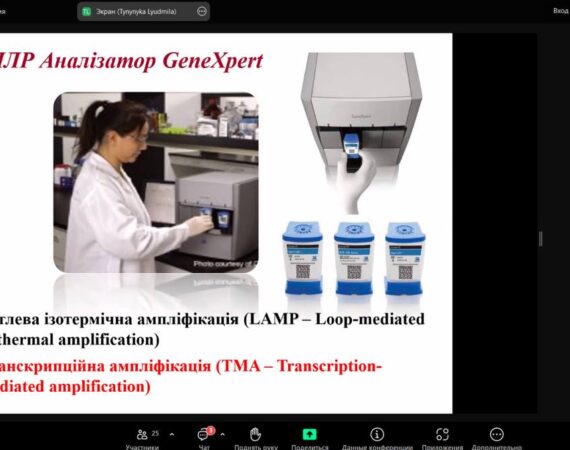 ия
TL Экран (Tynynyka Lyudmila)
Вход
ПЛР Аналізатор GeneXpert
Photo courtesy of
тлева ізотермічна ампліфікація (LAMP – Loop-mediated
thermal amplification)
анскрипційна ампліфікація (TMA – Transcription-
diated amplification)
25
3
Участники
Чат
Поднять руку
Поделиться
Данные конференции
Приложения
Дополнительно